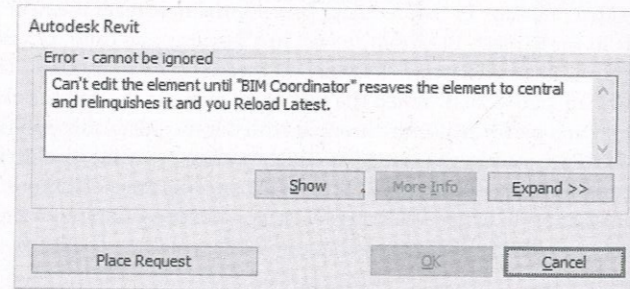 Autodesk Revit
Error - cannot be ignored
Can't edit the element until "BIM Coordinator" resaves the element to central
and relinquishes it and you Reload Latest.
Show More Info Expand >>
Place Request OK Cancel